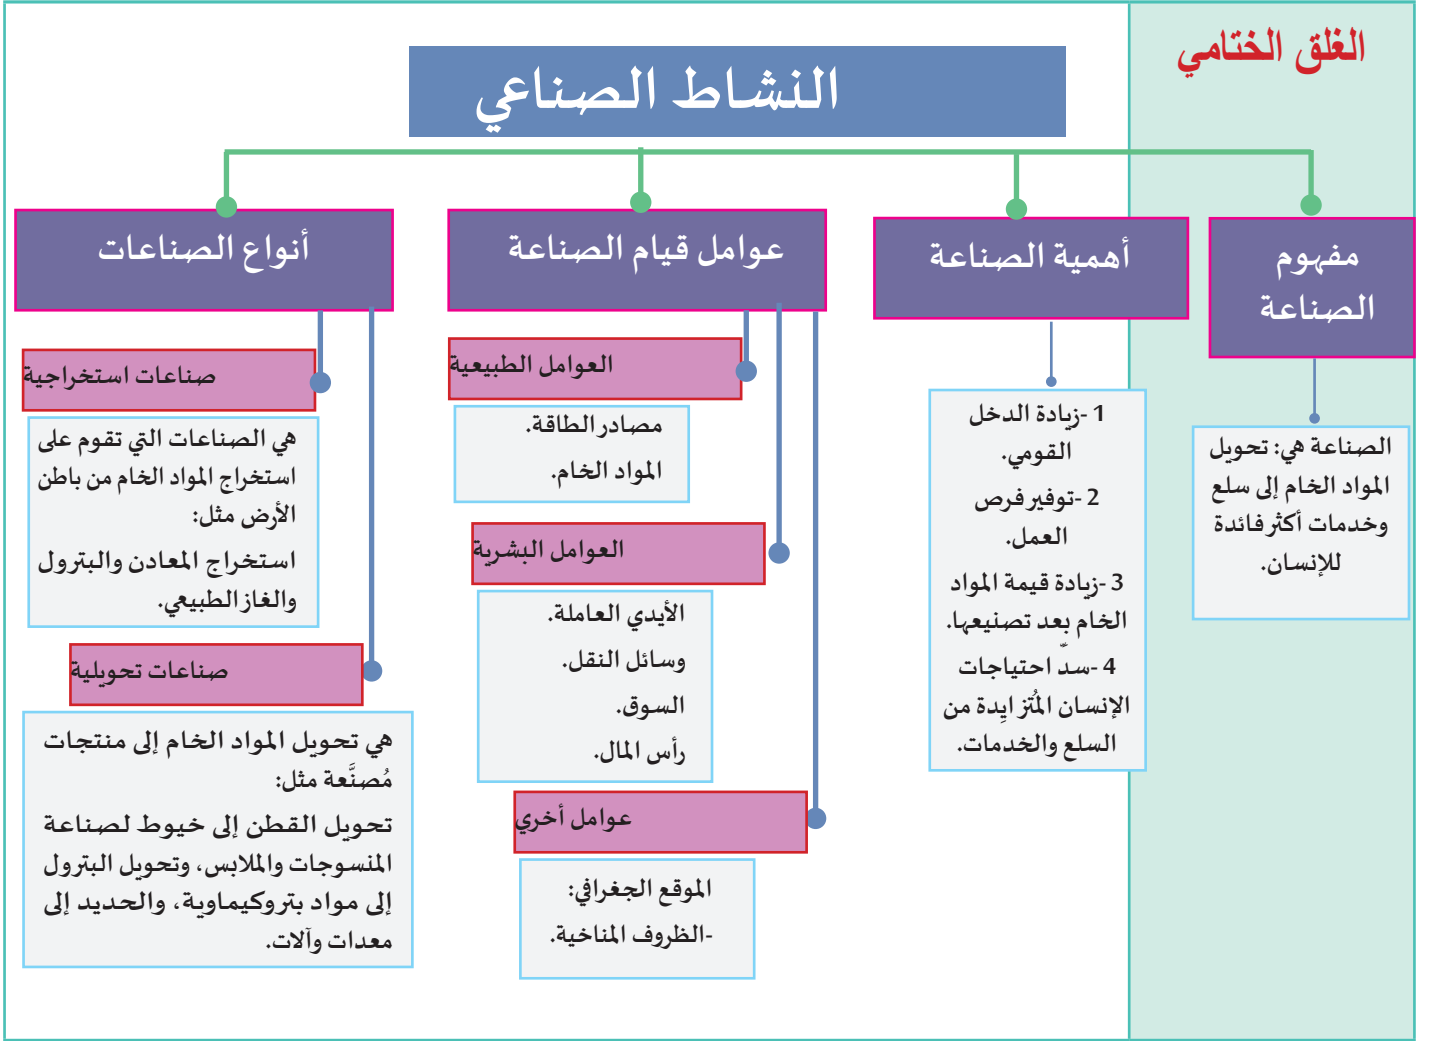 الغلق الختامي
النشاط الصناعي
مفهوم
الصناعة
الصناعة هي: تحويل
المواد الخام إلى سلع
وخدمات أكثر فائدة
للإنسان.
أهمية الصناعة
1 -زيادة الدخل
القومي.
2 -توفير فرص
العمل.
3 -زيادة قيمة المواد
الخام بعد تصنيعها.
4 -سدّ احتياجات
الإنسان المُتزايِدة من
السلع والخدمات.
عوامل قيام الصناعة
العوامل الطبيعية
مصادر الطاقة.
المواد الخام.
العوامل البشرية
الأيدي العاملة.
وسائل النقل.
السوق.
رأس المال.
عوامل أخري
الموقع الجغرافي:
-الظروف المناخية.
أنواع الصناعات
صناعات استخراجية
هي الصناعات التي تقوم على
استخراج المواد الخام من باطن
الأرض مثل:
استخراج المعادن والبترول
والغاز الطبيعي.
صناعات تحويلية
هي تحويل المواد الخام إلى منتجات
مُصنَّعة مثل:
تحويل القطن إلى خيوط لصناعة
المنسوجات والملابس، وتحويل البترول
إلى مواد بتروكيماوية، والحديد إلى
معدات وآلات.